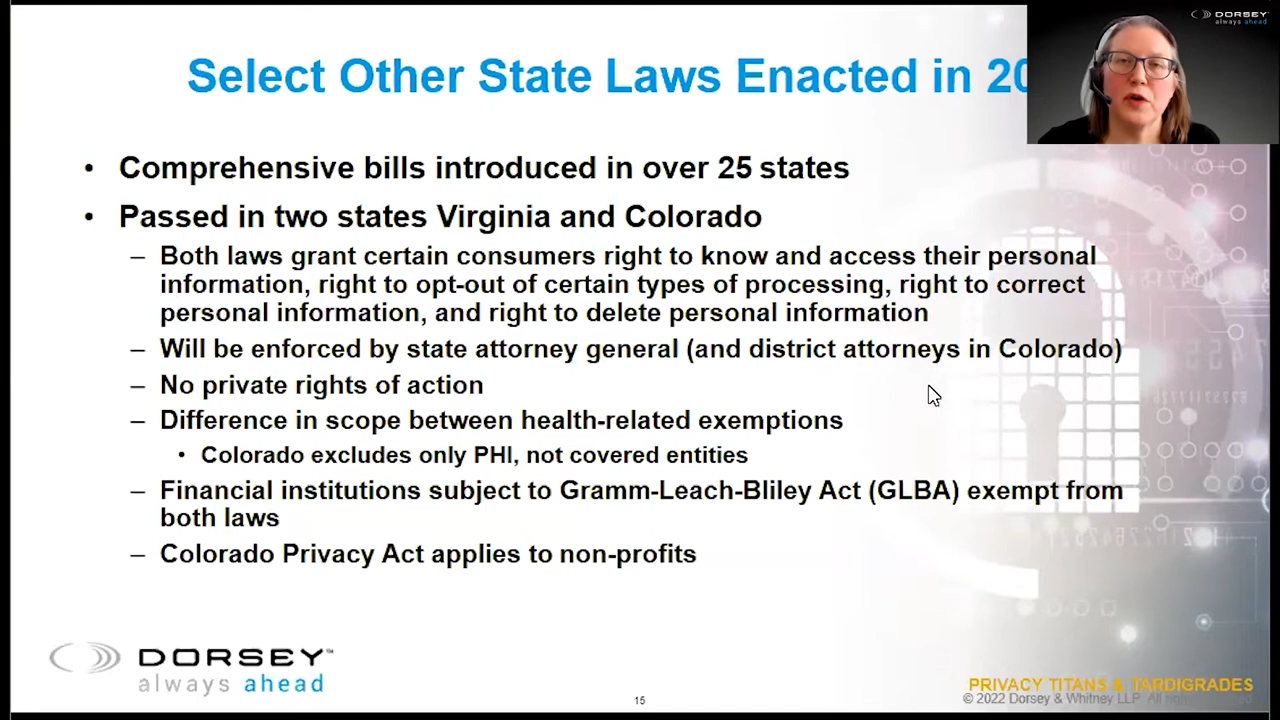 DORSEY
always ahead
Select Other State Laws Enacted in 20
• Comprehensive bills introduced in over 25 states
• Passed in two states Virginia and Colorado
– Both laws grant certain consumers right to know and access their personal
information, right to opt-out of certain types of processing, right to correct
personal information, and right to delete personal information
– Will be enforced by state attorney general (and district attorneys in Colorado)
– No private rights of action
– Difference in scope between health-related exemptions
• Colorado excludes only PHI, not covered entities
– Financial institutions subject to Gramm-Leach-Bliley Act (GLBA) exempt from
both laws
– Colorado Privacy Act applies to non-profits
DORSEY™
always ahead
15
PRIVACY TITANS & TARDIGRADES
© 2022 Dorsey & Whitney LLP. All rights reserved.